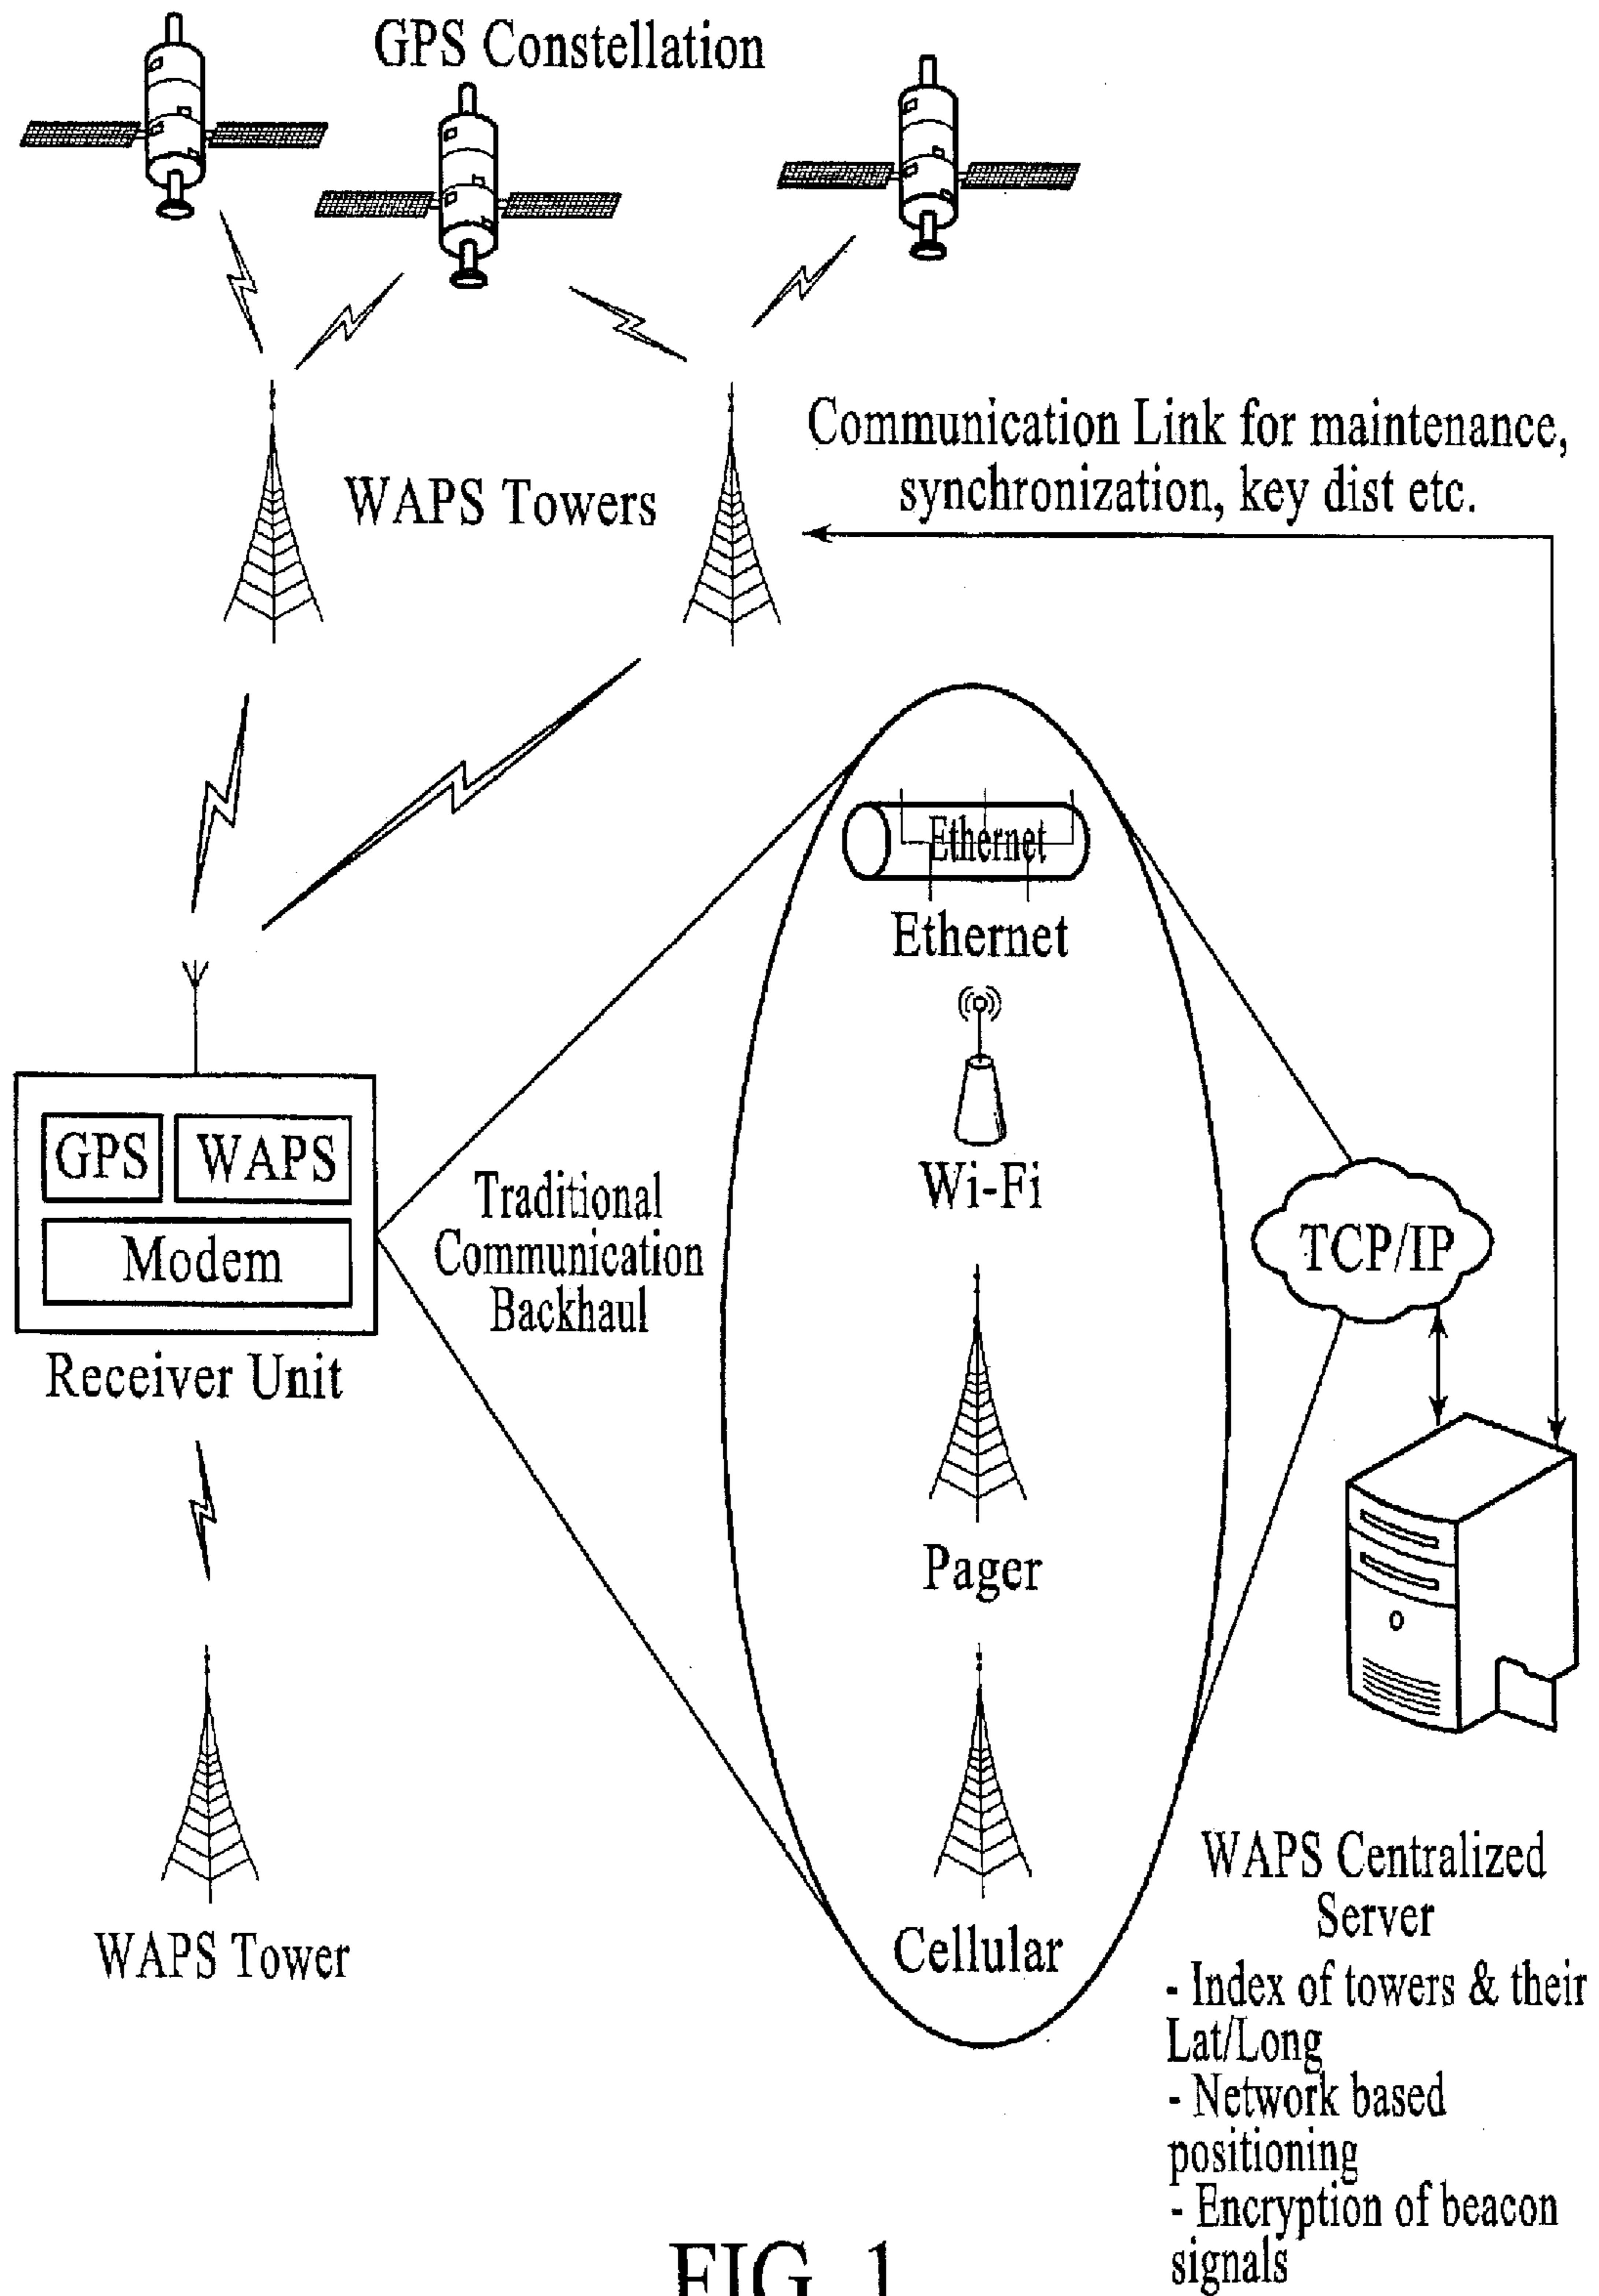 GPS Constellation
Communication Link for maintenance,
synchronization, key dist etc.
WAPS Towers
Ethernet
Ethernet
Wi-Fi
GPS
WAPS
Modem
Receiver Unit
Traditional
Communication
Backhaul
TCP/IP
Pager
Cellular
WAPS Tower
WAPS Centralized
Server
- Index of towers & their
Lat/Long
- Network based
positioning
- Encryption of beacon
signals
FIG. 1